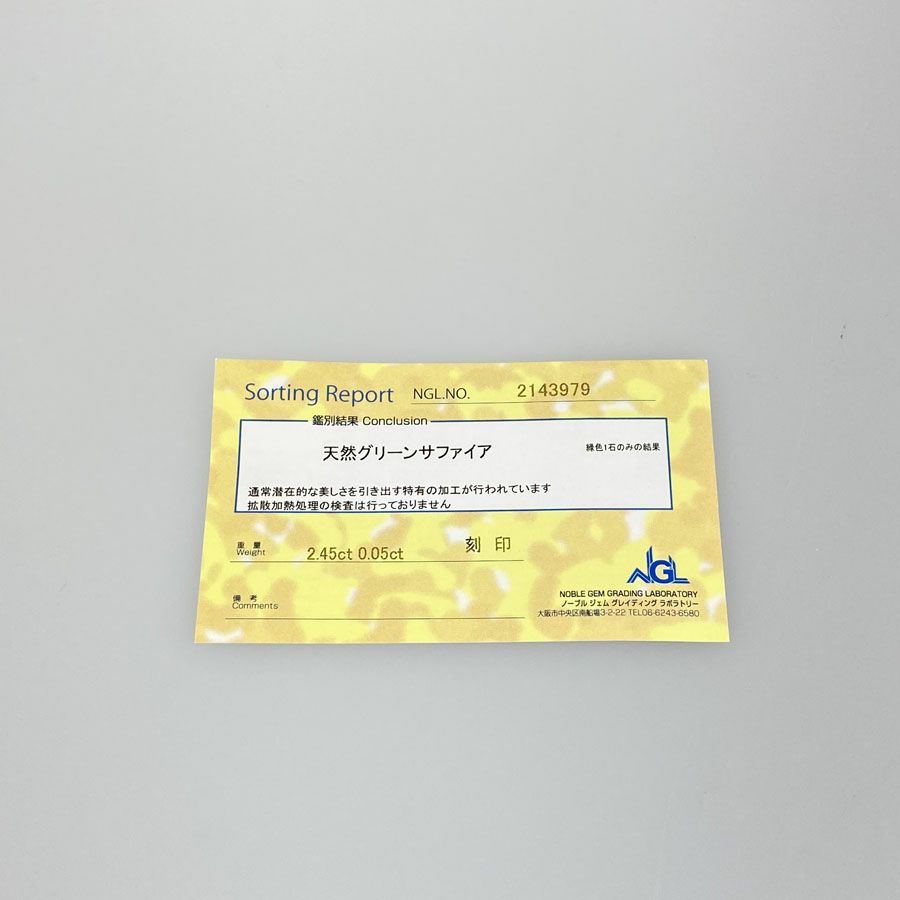 Sorting Report NGL.NO. 2143979
鑑別結果 Conclusion
天然グリーンサファイア 緑色1石のみの結果
通常潜在的な美しさを引き出す特有の加工が行われています
拡散加熱処理の検査は行っておりません
重量
Weight 2.45ct 0.05ct 刻印
備考
Comments
NGL
NOBLE GEM GRADING LABORATORY
ノーブル ジェム グレイディング ラボラトリー
大阪市中央区南船場3-2-22 TEL06-6243-6580